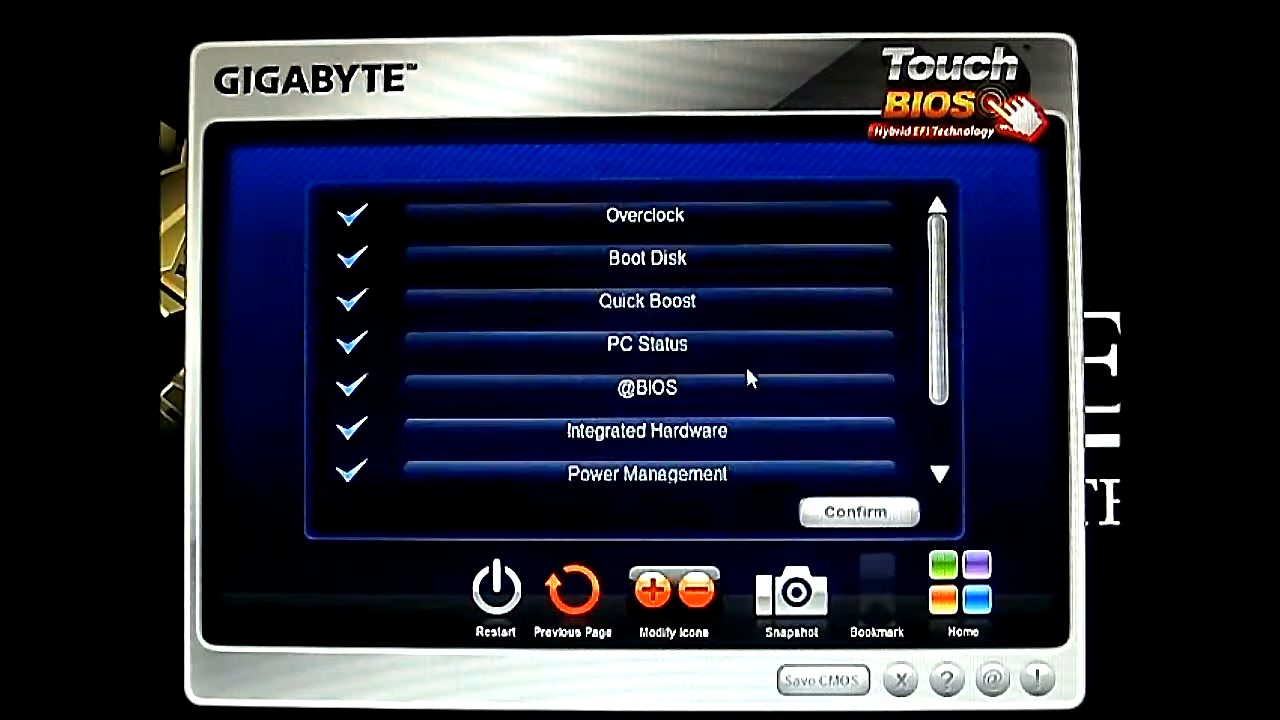 GIGABYTE™
Touch
BIOS
Hybrid EFI Technology
Overclock
Boot Disk
Quick Boost
PC Status
@BIOS
Integrated Hardware
Power Management
Confirm
Restart
Previous Page
Modify Icons
Snapshot
Bookmark
Home
Save CMOS
X
?
@
!